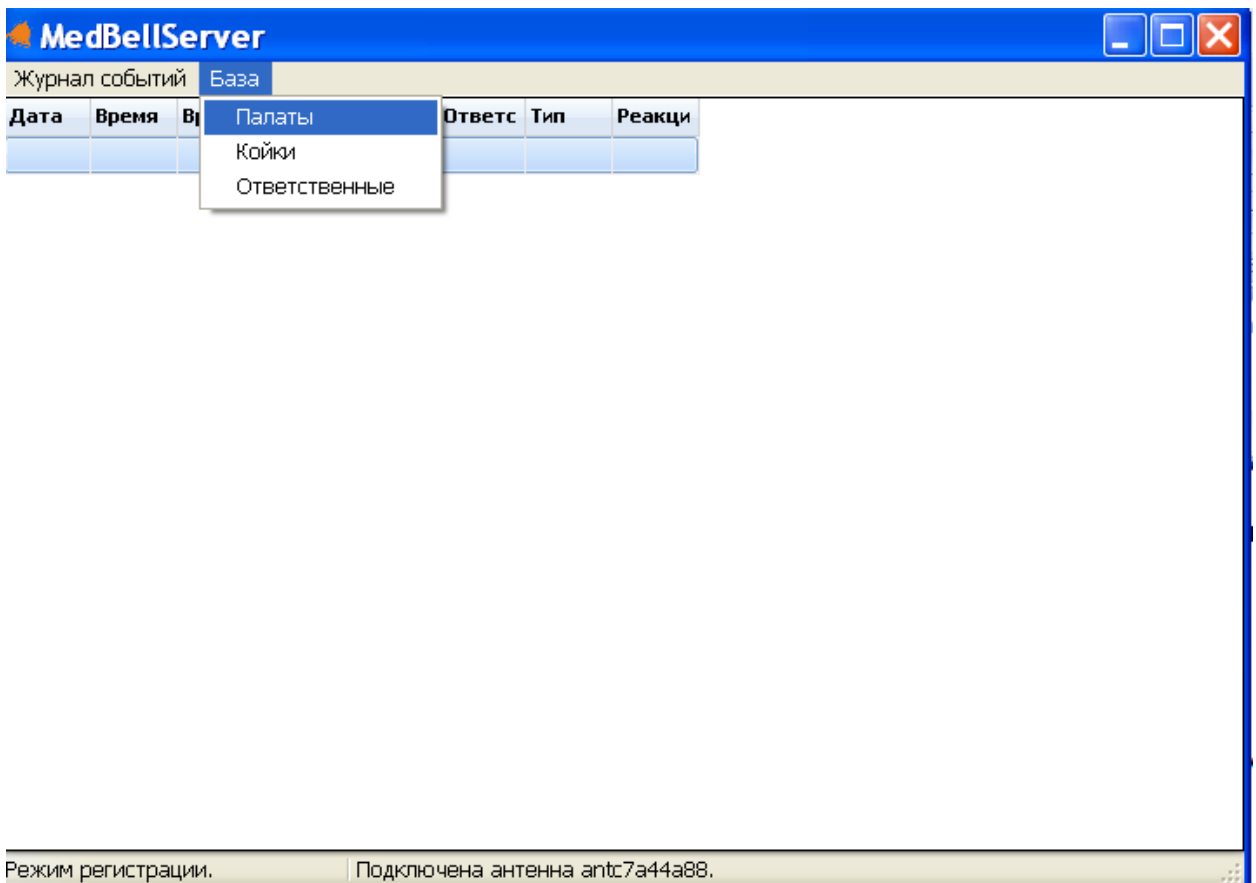 MedBellServer
Журнал событий База
Дата Время Вр Ответс Тип Реакци
Палаты
Койки
Ответственные
Режим регистрации. Подключена антенна antc7a44a88.